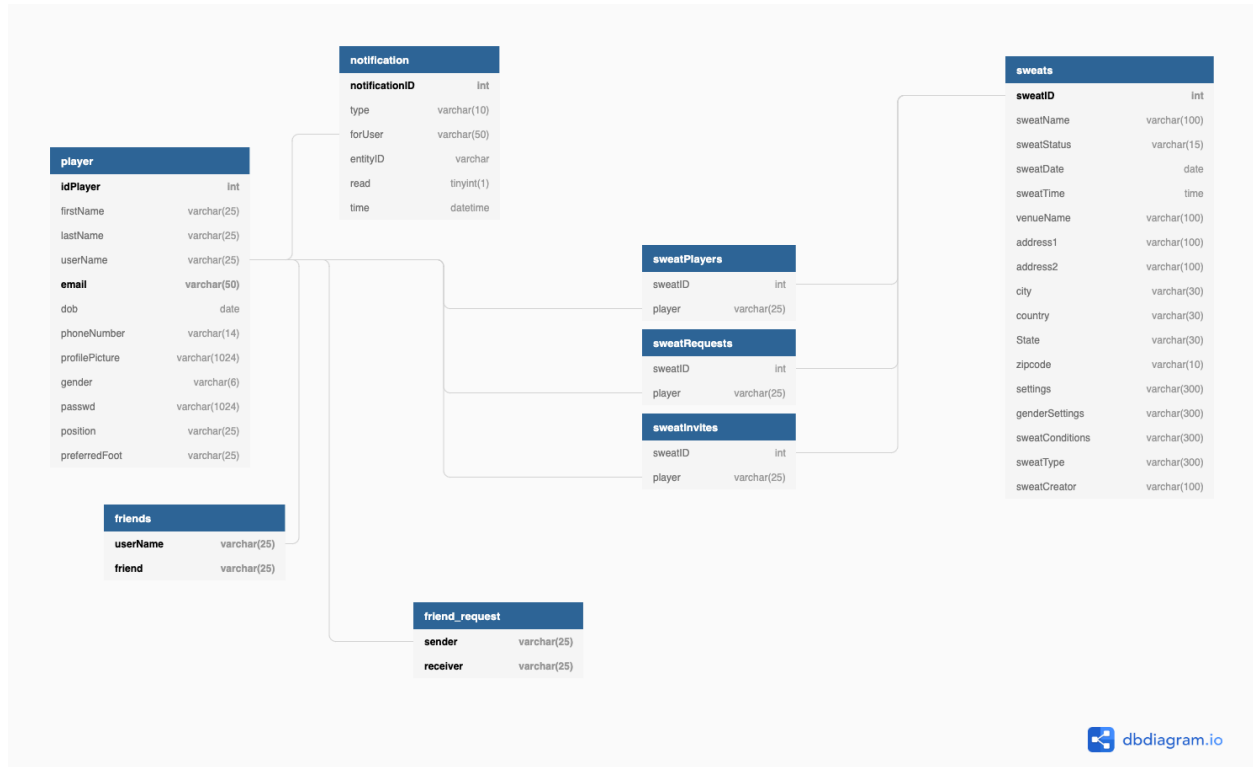 notification
notificationID int
type varchar(10)
forUser varchar(50)
entityID varchar
read tinyint(1)
time datetime
player
idPlayer int
firstName varchar(25)
lastName varchar(25)
userName varchar(25)
email varchar(50)
dob date
phoneNumber varchar(14)
profilePicture varchar(1024)
gender varchar(6)
passwd varchar(1024)
position varchar(25)
preferredFoot varchar(25)
friends
userName varchar(25)
friend varchar(25)
friend_request
sender varchar(25)
receiver varchar(25)
sweatPlayers
sweatID int
player varchar(25)
sweatRequests
sweatID int
player varchar(25)
sweatInvites
sweatID int
player varchar(25)
sweats
sweatID int
sweatName varchar(100)
sweatStatus varchar(15)
sweatDate date
sweatTime time
venueName varchar(100)
address1 varchar(100)
address2 varchar(100)
city varchar(30)
country varchar(30)
State varchar(30)
zipcode varchar(10)
settings varchar(300)
genderSettings varchar(300)
sweatConditions varchar(300)
sweatType varchar(300)
sweatCreator varchar(100)
dbdiagram.io